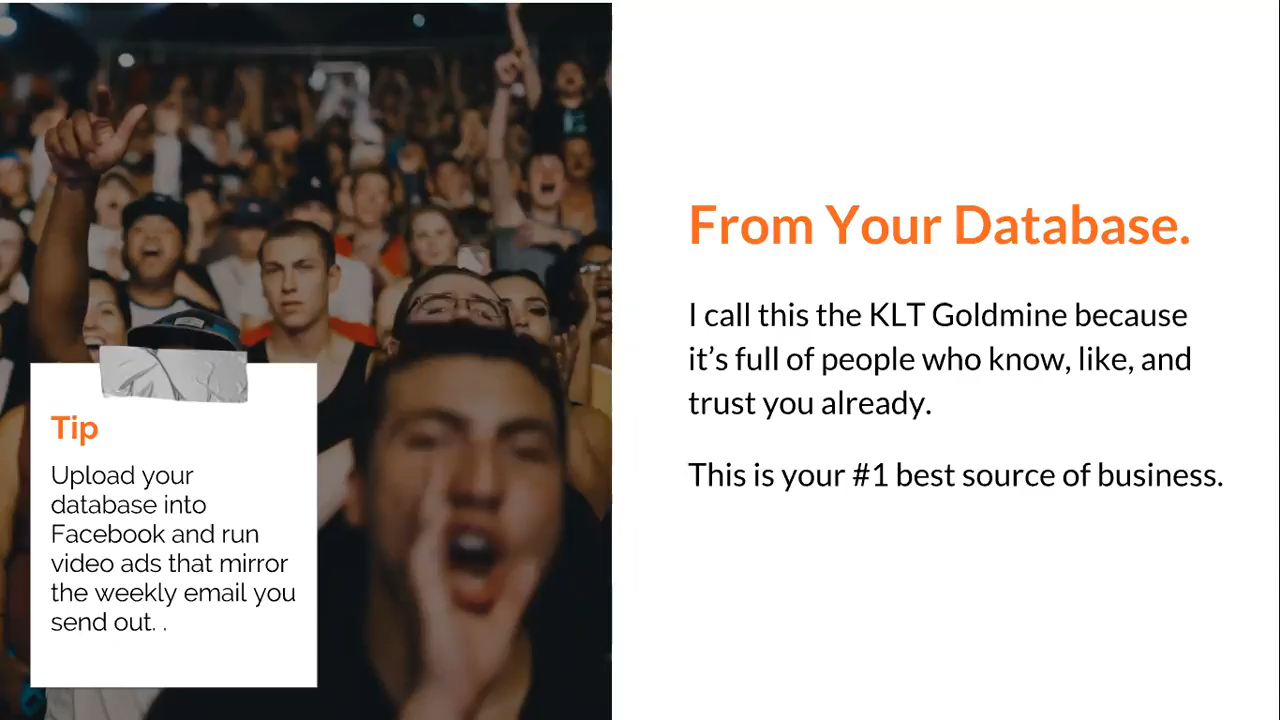 From Your Database.
I call this the KLT Goldmine because
it’s full of people who know, like, and
trust you already.
This is your #1 best source of business.
Tip
Upload your
database into
Facebook and run
video ads that mirror
the weekly email you
send out. .